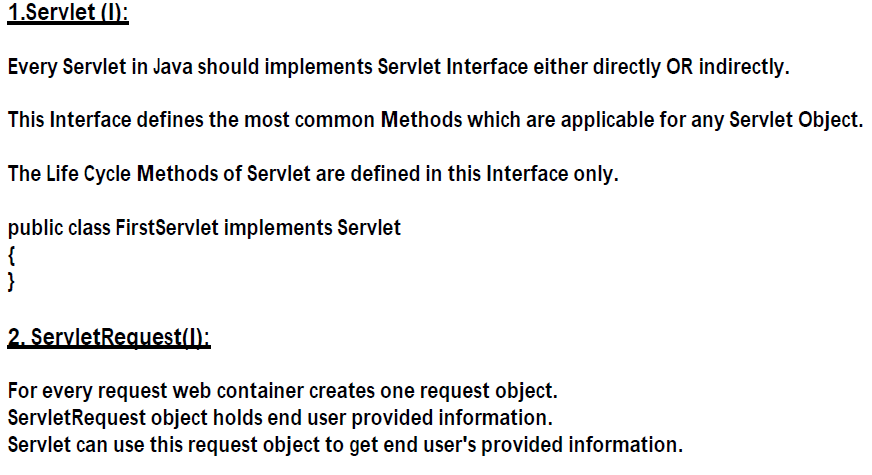 1.Servlet (I):
Every Servlet in Java should implements Servlet Interface either directly OR indirectly.
This Interface defines the most common Methods which are applicable for any Servlet Object.
The Life Cycle Methods of Servlet are defined in this Interface only.
public class FirstServlet implements Servlet
{
}
2. ServletRequest(I):
For every request web container creates one request object.
ServletRequest object holds end user provided information.
Servlet can use this request object to get end user's provided information.